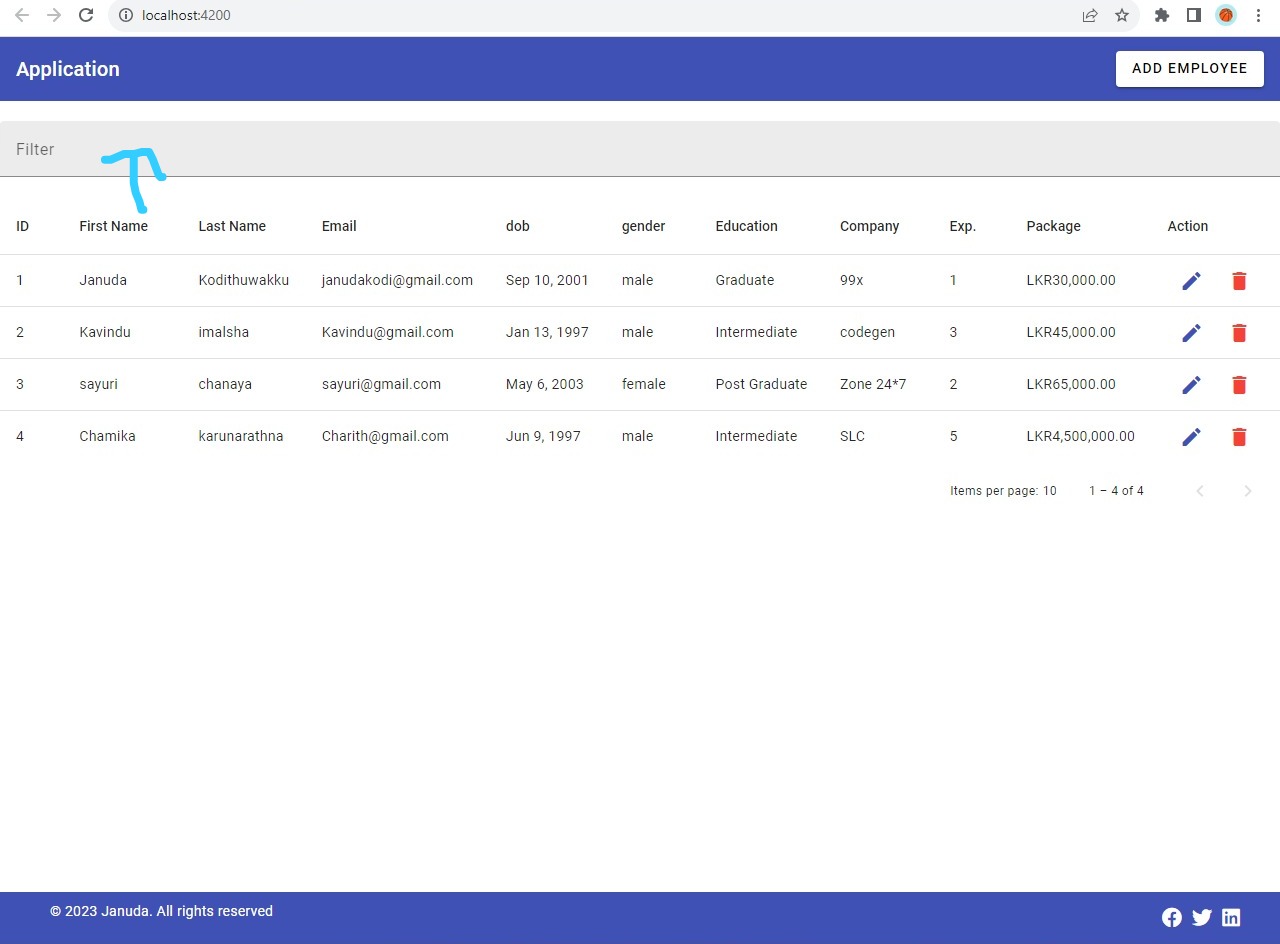 localhost:4200
Application ADD EMPLOYEE
Filter
ID First Name Last Name Email dob gender Education Company Exp. Package Action
1 Januda Kodithuwakku janudakodi@gmail.com Sep 10, 2001 male Graduate 99x 1 LKR30,000.00
2 Kavindu imalsha Kavindu@gmail.com Jan 13, 1997 male Intermediate codegen 3 LKR45,000.00
3 sayuri chanaya sayuri@gmail.com May 6, 2003 female Post Graduate Zone 24*7 2 LKR65,000.00
4 Chamika karunarathna Charith@gmail.com Jun 9, 1997 male Intermediate SLC 5 LKR4,500,000.00
Items per page: 10 1 – 4 of 4
© 2023 Januda. All rights reserved